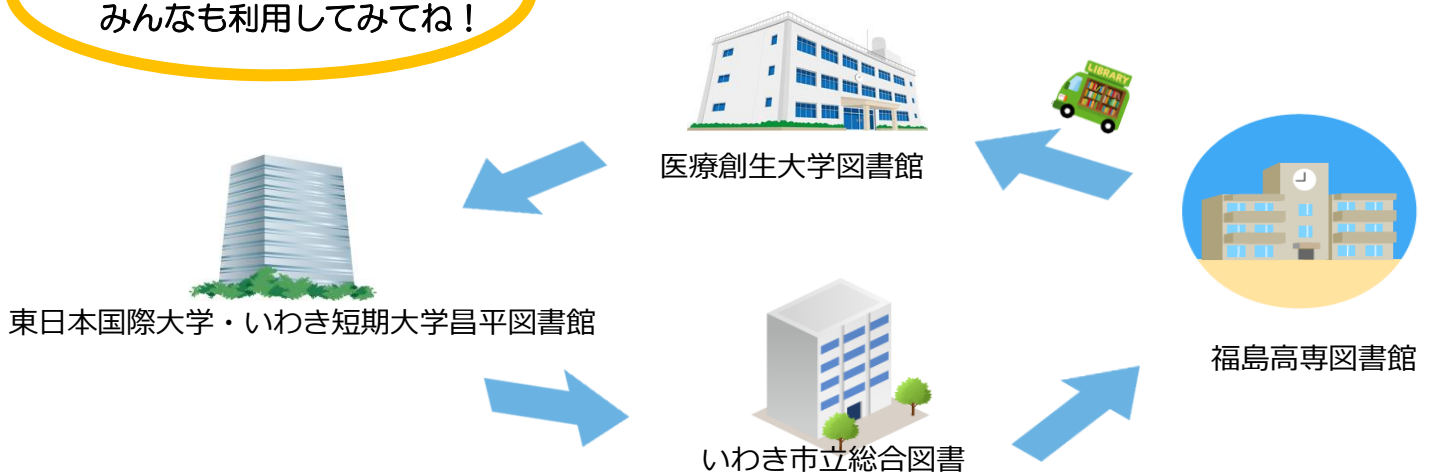 みんなも利用してみてね！
LIBRARY
医療創生大学図書館
東日本国際大学・いわき短期大学昌平図書館
福島高専図書館
いわき市立総合図書